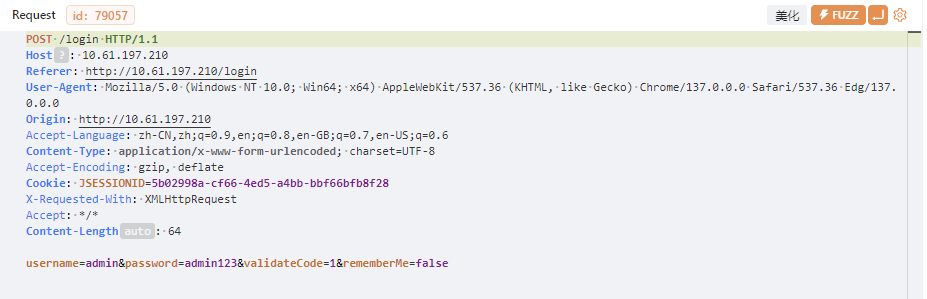 Request id: 79057 美化 FUZZ
POST /login HTTP/1.1
Host ? : 10.61.197.210
Referer: http://10.61.197.210/login
User-Agent: Mozilla/5.0 (Windows NT 10.0; Win64; x64) AppleWebKit/537.36 (KHTML, like Gecko) Chrome/137.0.0.0 Safari/537.36 Edg/137.
0.0.0
Origin: http://10.61.197.210
Accept-Language: zh-CN,zh;q=0.9,en;q=0.8,en-GB;q=0.7,en-US;q=0.6
Content-Type: application/x-www-form-urlencoded; charset=UTF-8
Accept-Encoding: gzip, deflate
Cookie: JSESSIONID=5b02998a-cf66-4ed5-a4bb-bbf66bfb8f28
X-Requested-With: XMLHttpRequest
Accept: */*
Content-Length auto : 64
username=admin&password=admin123&validateCode=1&rememberMe=false